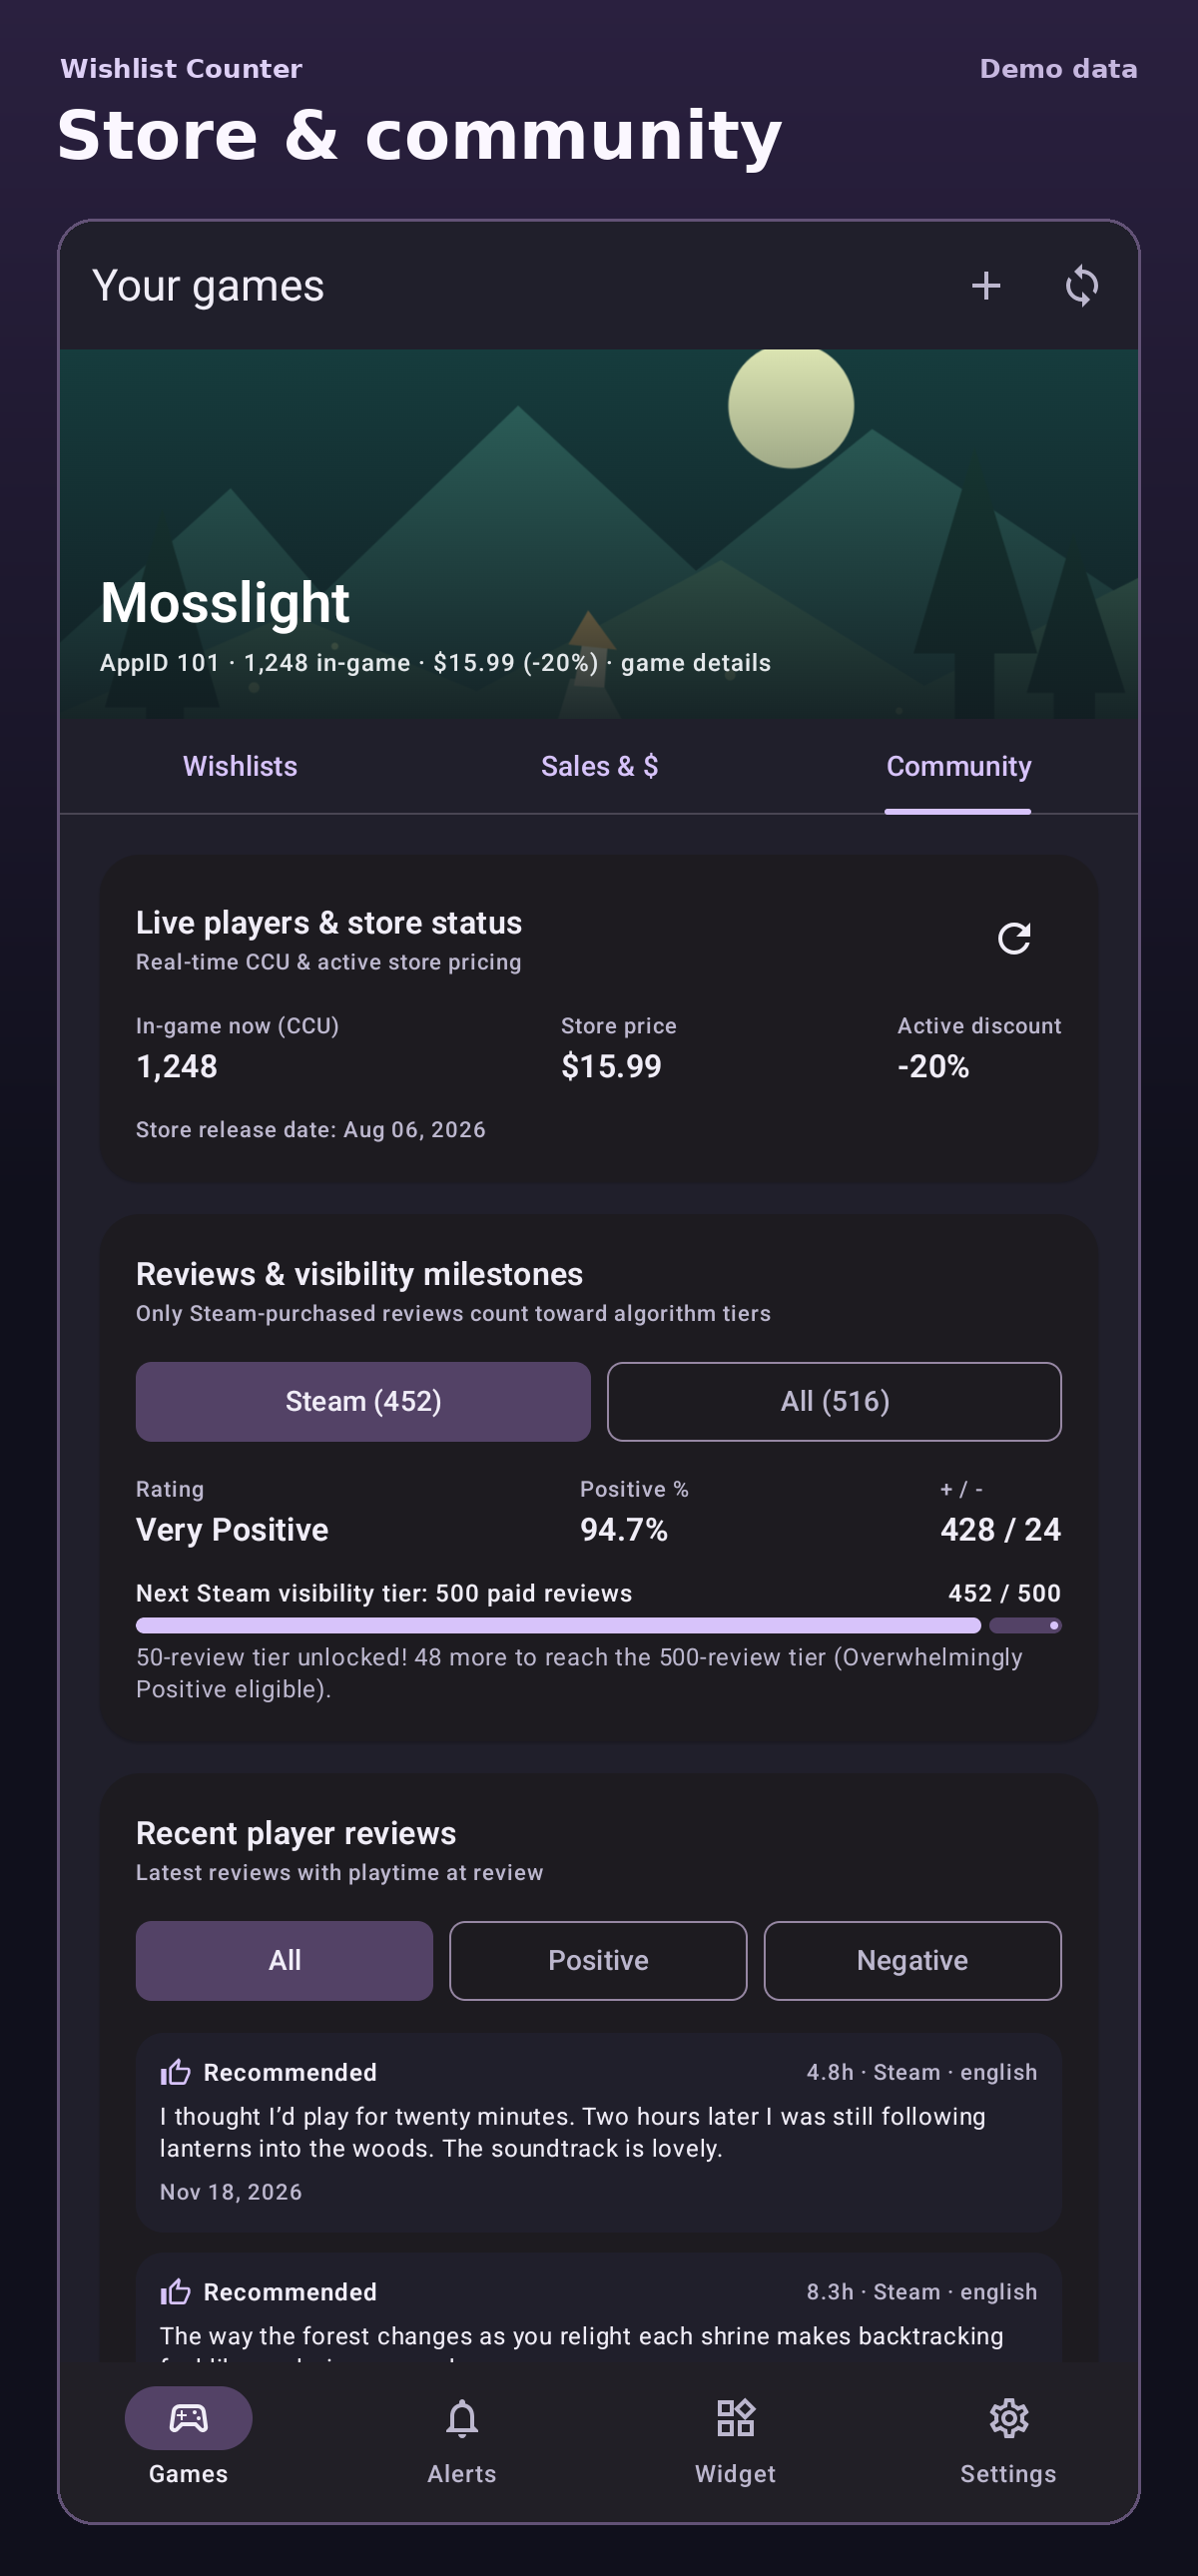 Wishlist Counter
Demo data
Store & community
Your games
Mosslight
AppID 101 · 1,248 in-game · $15.99 (-20%) · game details
Wishlists
Sales & $
Community
Live players & store status
Real-time CCU & active store pricing
In-game now (CCU)
Store price
Active discount
1,248
$15.99
-20%
Store release date: Aug 06, 2026
Reviews & visibility milestones
Only Steam-purchased reviews count toward algorithm tiers
Steam (452)
All (516)
Rating
Positive %
+ / -
Very Positive
94.7%
428 / 24
Next Steam visibility tier: 500 paid reviews
452 / 500
50-review tier unlocked! 48 more to reach the 500-review tier (Overwhelmingly
Positive eligible).
Recent player reviews
Latest reviews with playtime at review
All
Positive
Negative
Recommended
4.8h · Steam · english
I thought I’d play for twenty minutes. Two hours later I was still following
lanterns into the woods. The soundtrack is lovely.
Nov 18, 2026
Recommended
8.3h · Steam · english
The way the forest changes as you relight each shrine makes backtracking
Games
Alerts
Widget
Settings